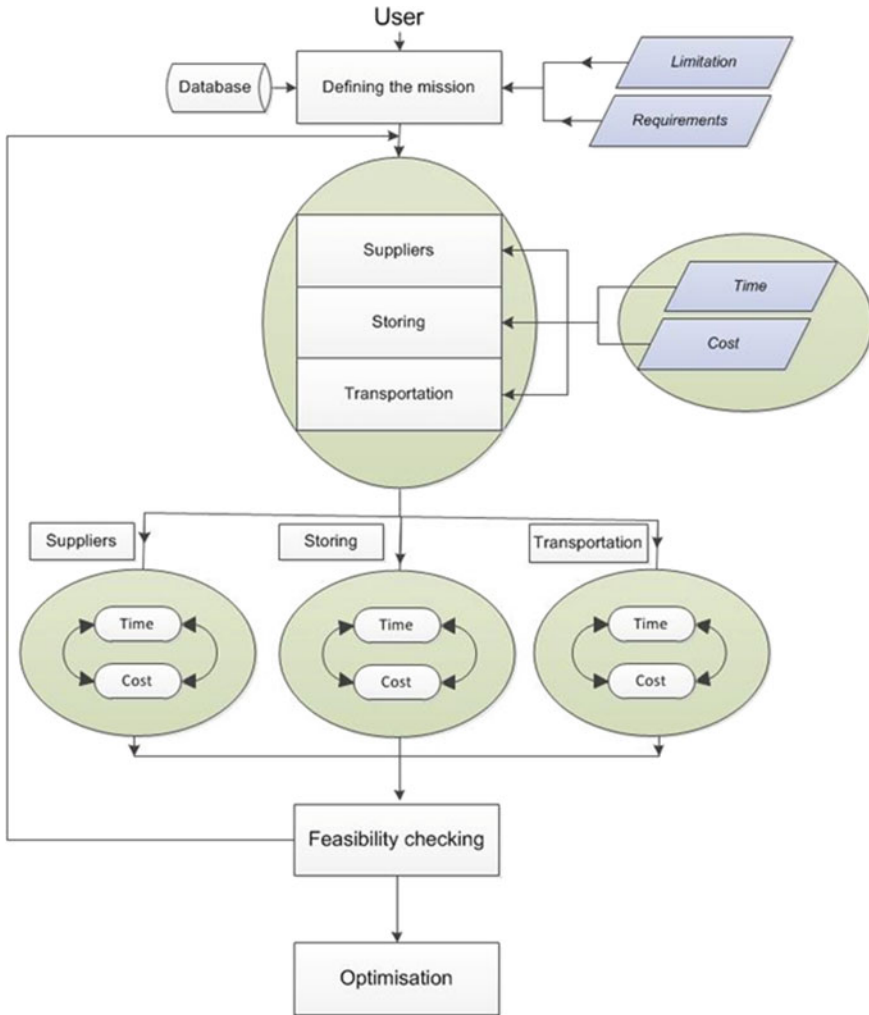 User
Database
Defining the mission
Limitation
Requirements
Suppliers
Storing
Transportation
Time
Cost
Suppliers
Storing
Transportation
Time
Cost
Time
Cost
Time
Cost
Feasibility checking
Optimisation